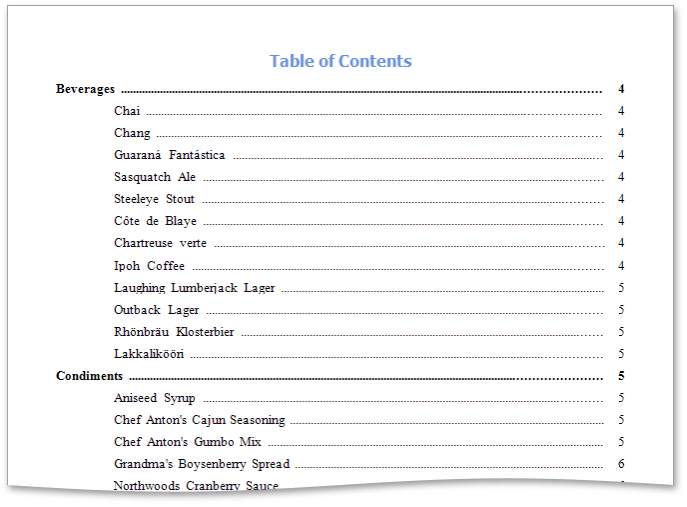 Table of Contents
Beverages ........................................................ 4
Chai ........................................................ 4
Chang ........................................................ 4
Guaraná Fantástica ........................................................ 4
Sasquatch Ale ........................................................ 4
Steeleye Stout ........................................................ 4
Côte de Blaye ........................................................ 4
Chartreuse verte ........................................................ 4
Ipoh Coffee ........................................................ 4
Laughing Lumberjack Lager ........................................................ 5
Outback Lager ........................................................ 5
Rhönbräu Klosterbier ........................................................ 5
Lakkalikööri ........................................................ 5
Condiments ........................................................ 5
Aniseed Syrup ........................................................ 5
Chef Anton's Cajun Seasoning ........................................................ 5
Chef Anton's Gumbo Mix ........................................................ 5
Grandma's Boysenberry Spread ........................................................ 6
Northwoods Cranberry Sauce